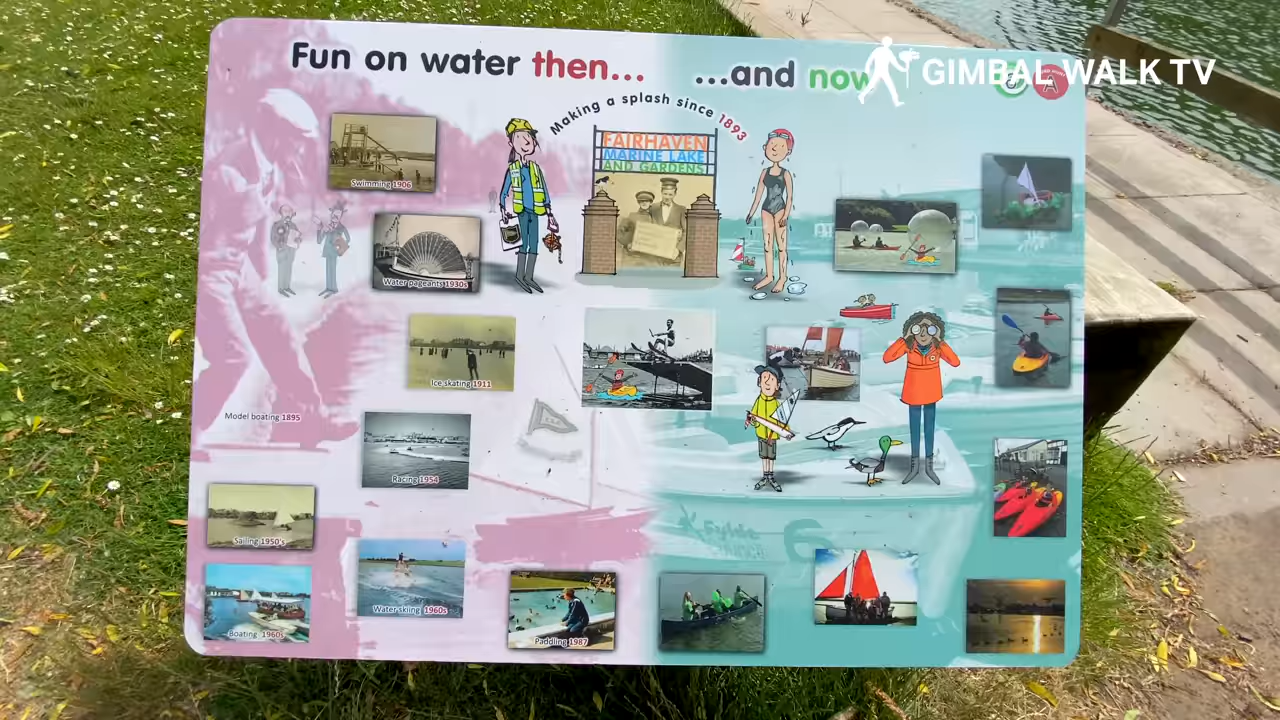 Fun on water then... ...and now
GIMBAL WALK TV
A
Making a splash since 1893
FAIRHAVEN
MARINE LAKE
AND GARDENS
Swimming 1906
Water pageants 1930s
Ice skating 1911
Model boating 1895
Racing 1954
Sailing 1950's
Water skiing 1960s
Boating 1960s
Paddling 1987